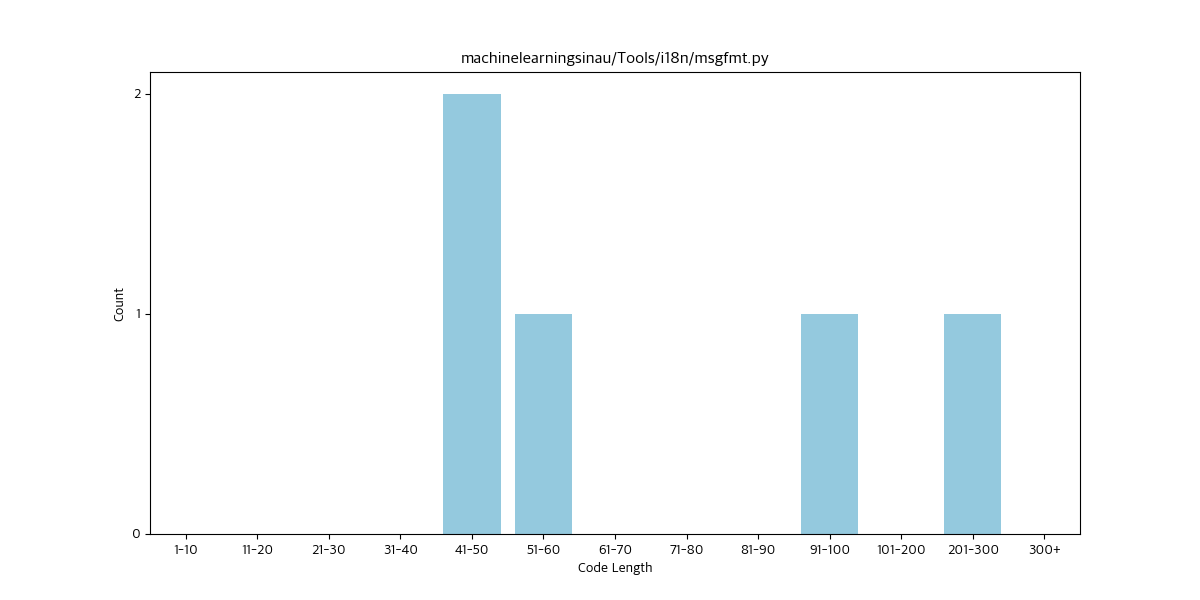 machinelearningsinau/Tools/i18n/msgfmt.py
2
1
0
Count
1-10 11-20 21-30 31-40 41-50 51-60 61-70 71-80 81-90 91-100 101-200 201-300 300+
Code Length